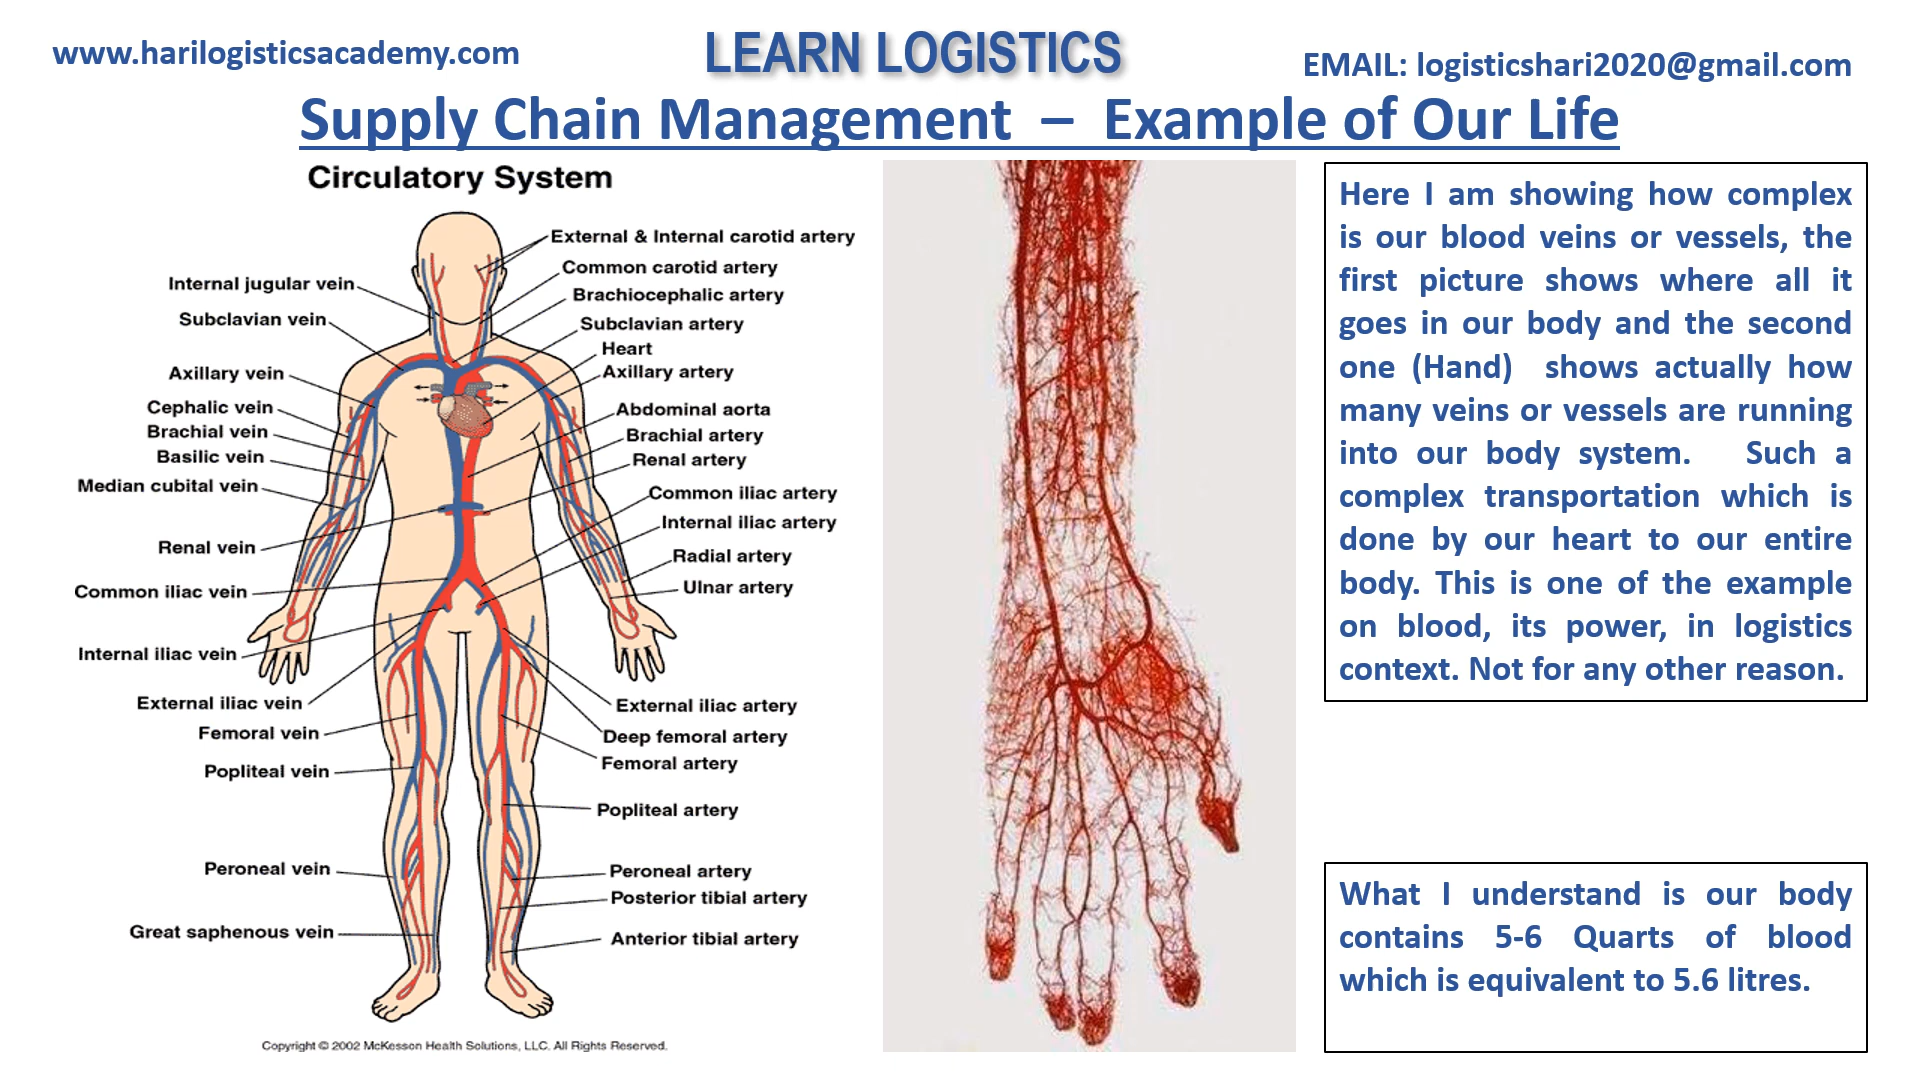 www.harilogisticsacademy.com
LEARN LOGISTICS
EMAIL: logisticshari2020@gmail.com
Supply Chain Management – Example of Our Life
Circulatory System
External & Internal carotid artery
Common carotid artery
Brachiocephalic artery
Subclavian artery
Heart
Axillary artery
Abdominal aorta
Brachial artery
Renal artery
Common iliac artery
Internal iliac artery
Radial artery
Ulnar artery
External iliac artery
Deep femoral artery
Femoral artery
Popliteal artery
Peroneal artery
Posterior tibial artery
Anterior tibial artery
Internal jugular vein
Subclavian vein
Axillary vein
Cephalic vein
Brachial vein
Basilic vein
Median cubital vein
Renal vein
Common iliac vein
Internal iliac vein
External iliac vein
Femoral vein
Popliteal vein
Peroneal vein
Great saphenous vein
Copyright © 2002 McKesson Health Solutions, LLC. All Rights Reserved.
Here I am showing how complex
is our blood veins or vessels, the
first picture shows where all it
goes in our body and the second
one (Hand) shows actually how
many veins or vessels are running
into our body system. Such a
complex transportation which is
done by our heart to our entire
body. This is one of the example
on blood, its power, in logistics
context. Not for any other reason.
What I understand is our body
contains 5-6 Quarts of blood
which is equivalent to 5.6 litres.